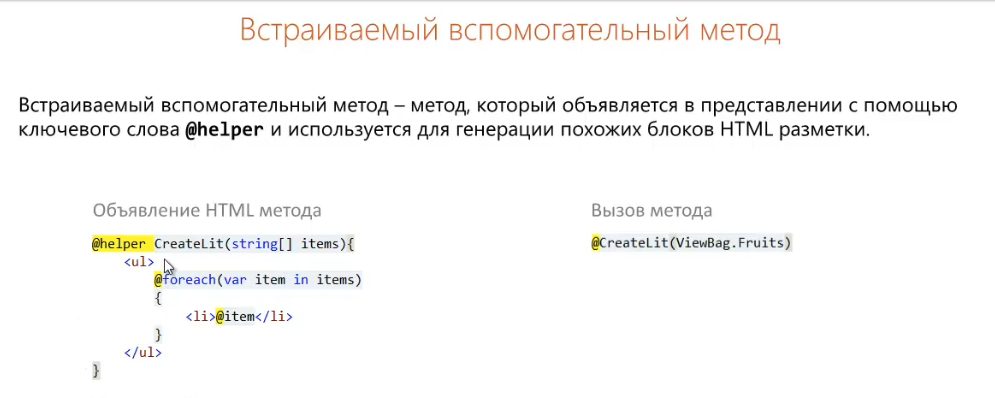 Встраиваемый вспомогательный метод
Встраиваемый вспомогательный метод – метод, который объявляется в представлении с помощью
ключевого слова @helper и используется для генерации похожих блоков HTML разметки.
Объявление HTML метода
@helper CreateLit(string[] items){
<ul>
@foreach(var item in items)
{
<li>@item</li>
}
</ul>
}
Вызов метода
@CreateLit(ViewBag.Fruits)